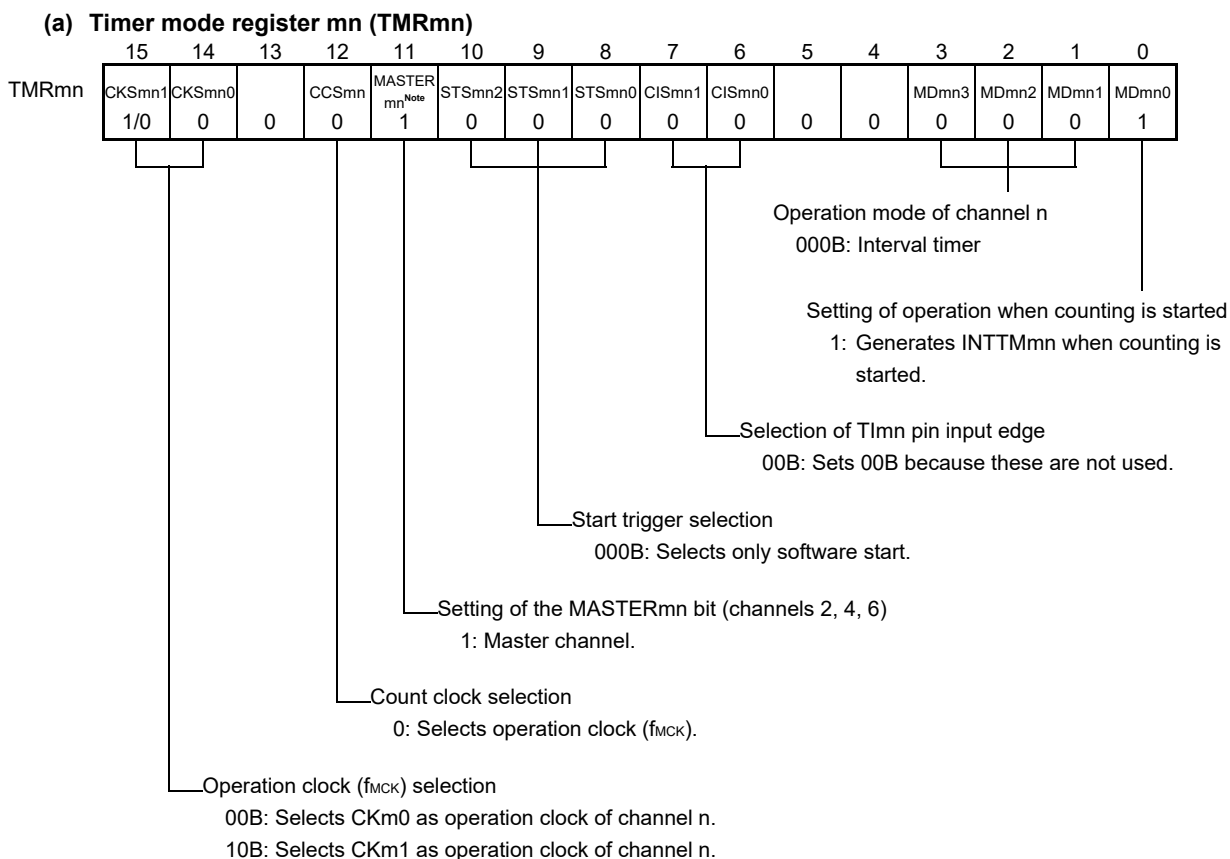 (a) Timer mode register mn (TMRmn)
15 14 13 12 11 10 9 8 7 6 5 4 3 2 1 0
TMRmn CKSmn1 CKSmn0 CCSmn MASTER mnNote STSmn2 STSmn1 STSmn0 CISmn1 CISmn0 MDmn3 MDmn2 MDmn1 MDmn0
1/0 0 0 0 1 0 0 0 0 0 0 0 0 0 0 1
Operation mode of channel n
000B: Interval timer
Setting of operation when counting is started
1: Generates INTTMmn when counting is
started.
Selection of TImn pin input edge
00B: Sets 00B because these are not used.
Start trigger selection
000B: Selects only software start.
Setting of the MASTERmn bit (channels 2, 4, 6)
1: Master channel.
Count clock selection
0: Selects operation clock (fMCK).
Operation clock (fMCK) selection
00B: Selects CKm0 as operation clock of channel n.
10B: Selects CKm1 as operation clock of channel n.